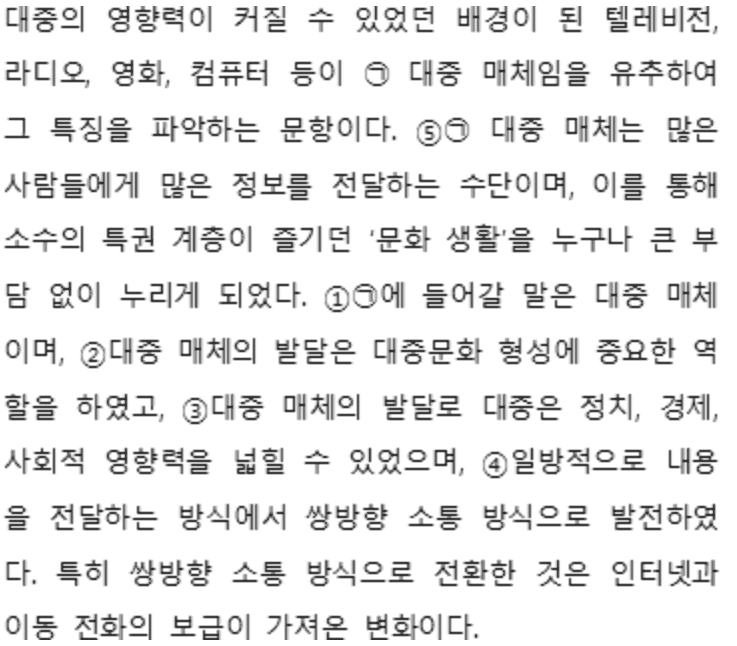 대중의 영향력이 커질 수 있었던 배경이 된 텔레비전,
라디오, 영화, 컴퓨터 등이 ㉠ 대중 매체임을 유추하여
그 특징을 파악하는 문항이다. ⑤㉠ 대중 매체는 많은
사람들에게 많은 정보를 전달하는 수단이며, 이를 통해
소수의 특권 계층이 즐기던 '문화 생활'을 누구나 큰 부
담 없이 누리게 되었다. ①㉠에 들어갈 말은 대중 매체
이며, ②대중 매체의 발달은 대중문화 형성에 중요한 역
할을 하였고, ③대중 매체의 발달로 대중은 정치, 경제,
사회적 영향력을 넓힐 수 있었으며, ④일방적으로 내용
을 전달하는 방식에서 쌍방향 소통 방식으로 발전하였
다. 특히 쌍방향 소통 방식으로 전환한 것은 인터넷과
이동 전화의 보급이 가져온 변화이다.